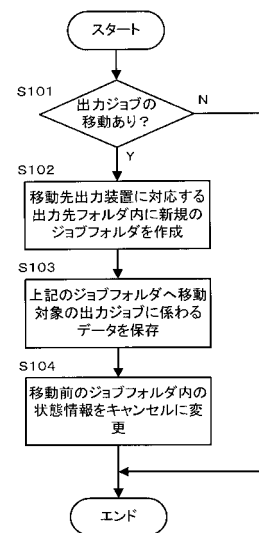 スタート
S101
出力ジョブの
移動あり?
N
Y
S102
移動先出力装置に対応する
出力先フォルダ内に新規の
ジョブフォルダを作成
S103
上記のジョブフォルダへ移動
対象の出力ジョブに係わる
データを保存
S104
移動前のジョブフォルダ内の
状態情報をキャンセルに変
更
エンド